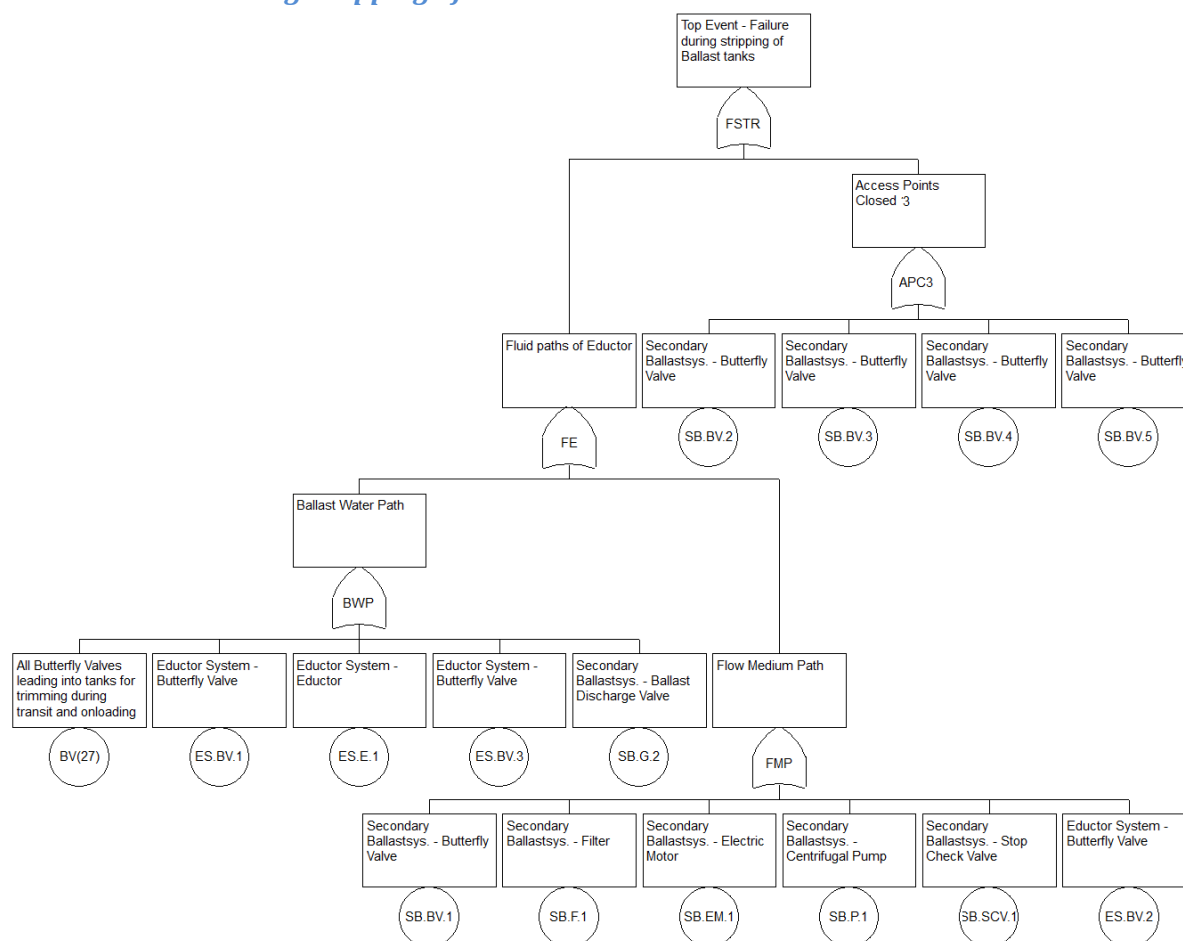 Top Event - Failure
during stripping of
Ballast tanks
FSTR
Access Points
Closed 3
APC3
Fluid paths of Eductor
Secondary
Ballastsys. - Butterfly
Valve
Secondary
Ballastsys. - Butterfly
Valve
Secondary
Ballastsys. - Butterfly
Valve
Secondary
Ballastsys. - Butterfly
Valve
FE
SB.BV.2
SB.BV.3
SB.BV.4
SB.BV.5
Ballast Water Path
BWP
All Butterfly Valves
leading into tanks for
trimming during
transit and onloading
Eductor System -
Butterfly Valve
Eductor System -
Eductor
Eductor System -
Butterfly Valve
Secondary
Ballastsys. - Ballast
Discharge Valve
Flow Medium Path
BV(27)
ES.BV.1
ES.E.1
ES.BV.3
SB.G.2
FMP
Secondary
Ballastsys. - Butterfly
Valve
Secondary
Ballastsys. - Filter
Secondary
Ballastsys. - Electric
Motor
Secondary
Ballastsys. -
Centrifugal Pump
Secondary
Ballastsys. - Stop
Check Valve
Eductor System -
Butterfly Valve
SB.BV.1
SB.F.1
SB.EM.1
SB.P.1
SB.SCV.1
ES.BV.2